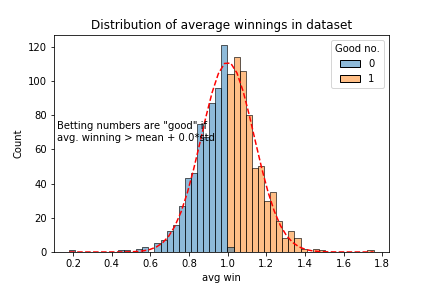 Distribution of average winnings in dataset
Good no.
0
1
Betting numbers are "good" if
avg. winning > mean + 0.0*std
Count
120
100
80
60
40
20
0
0.2 0.4 0.6 0.8 1.0 1.2 1.4 1.6 1.8
avg win